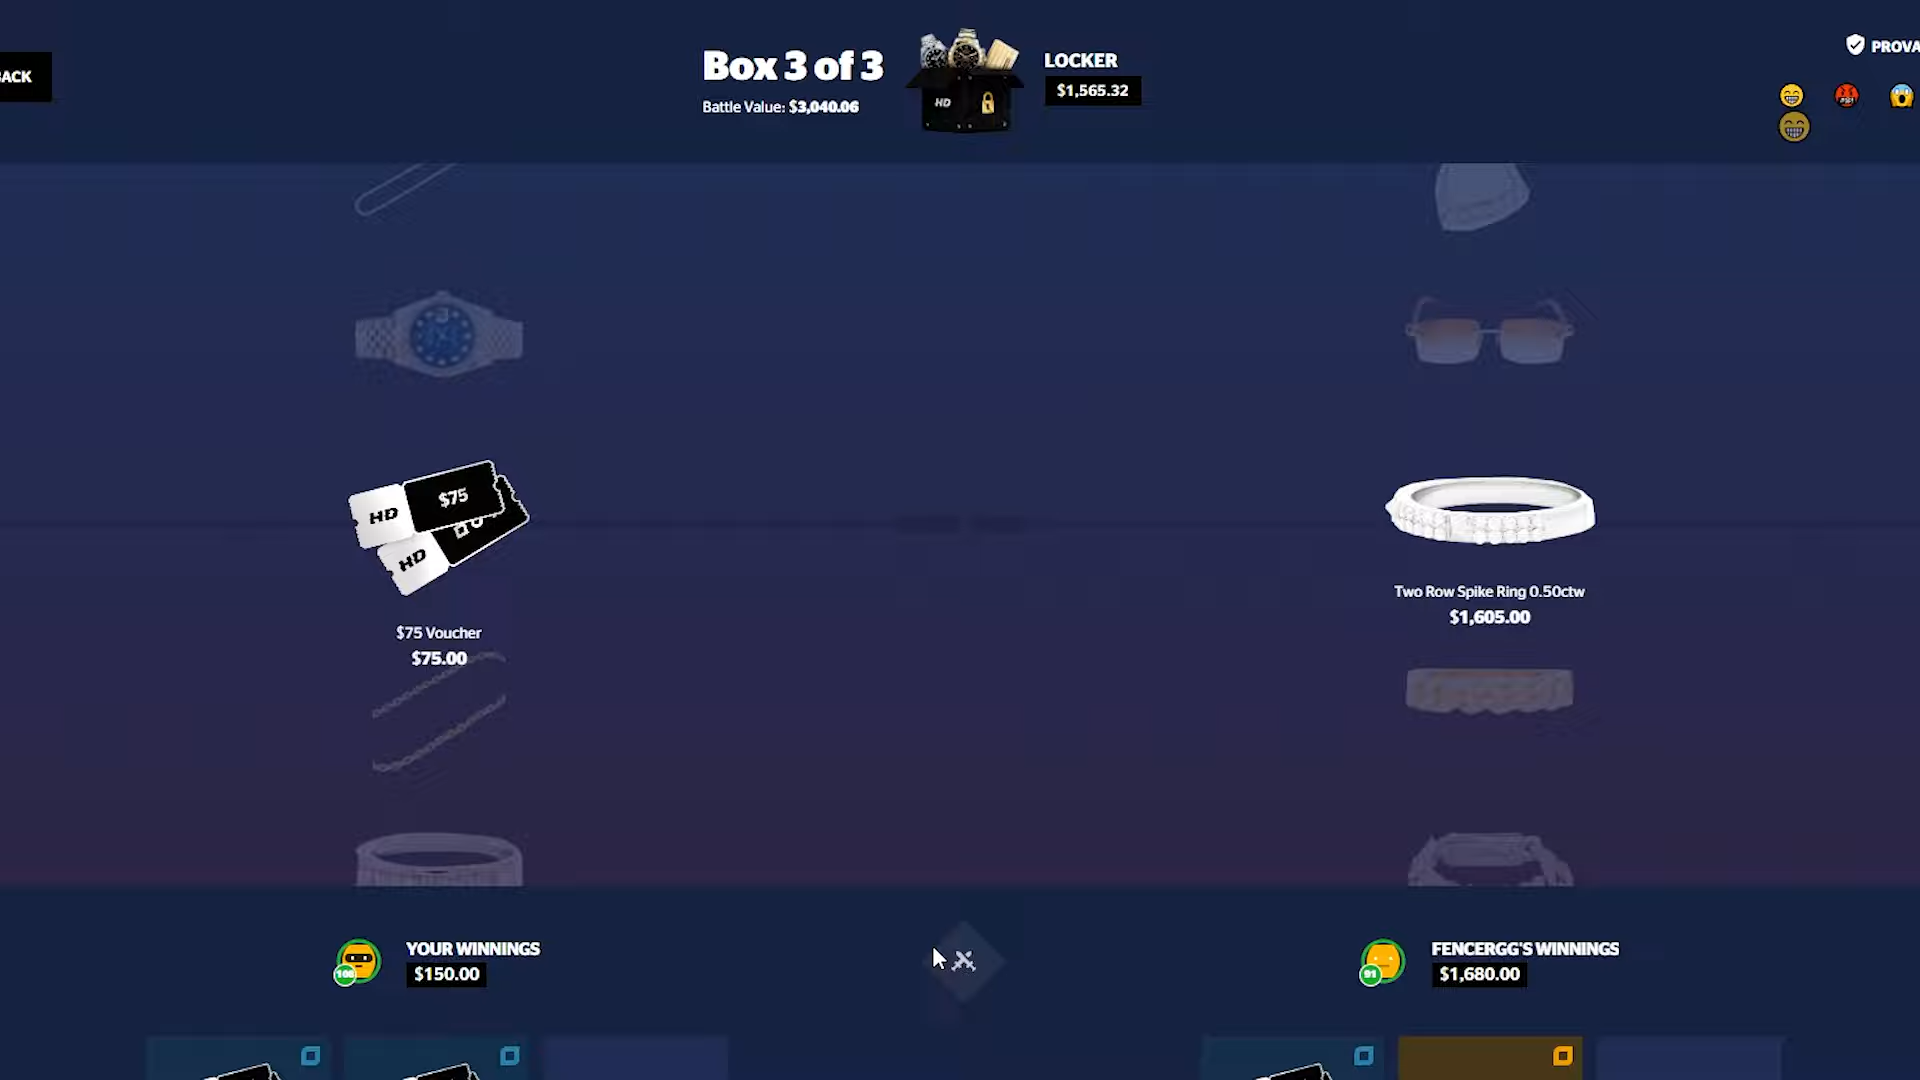 BACK
Box 3 of 3
Battle Value: $3,040.06
HD
LOCKER
$1,565.32
PROVA
$75
HD
HD
$75 Voucher
$75.00
Two Row Spike Ring 0.50ctw
$1,605.00
YOUR WINNINGS
$150.00
FENCERGG'S WINNINGS
91
$1,680.00